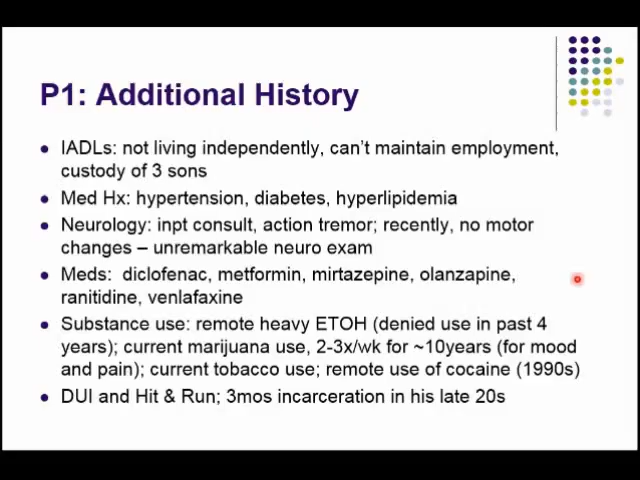 P1: Additional History
● IADLs: not living independently, can't maintain employment,
custody of 3 sons
● Med Hx: hypertension, diabetes, hyperlipidemia
● Neurology: inpt consult, action tremor; recently, no motor
changes – unremarkable neuro exam
● Meds:  diclofenac, metformin, mirtazepine, olanzapine,
ranitidine, venlafaxine
● Substance use: remote heavy ETOH (denied use in past 4
years); current marijuana use, 2-3x/wk for ~10years (for mood
and pain); current tobacco use; remote use of cocaine (1990s)
● DUI and Hit & Run; 3mos incarceration in his late 20s